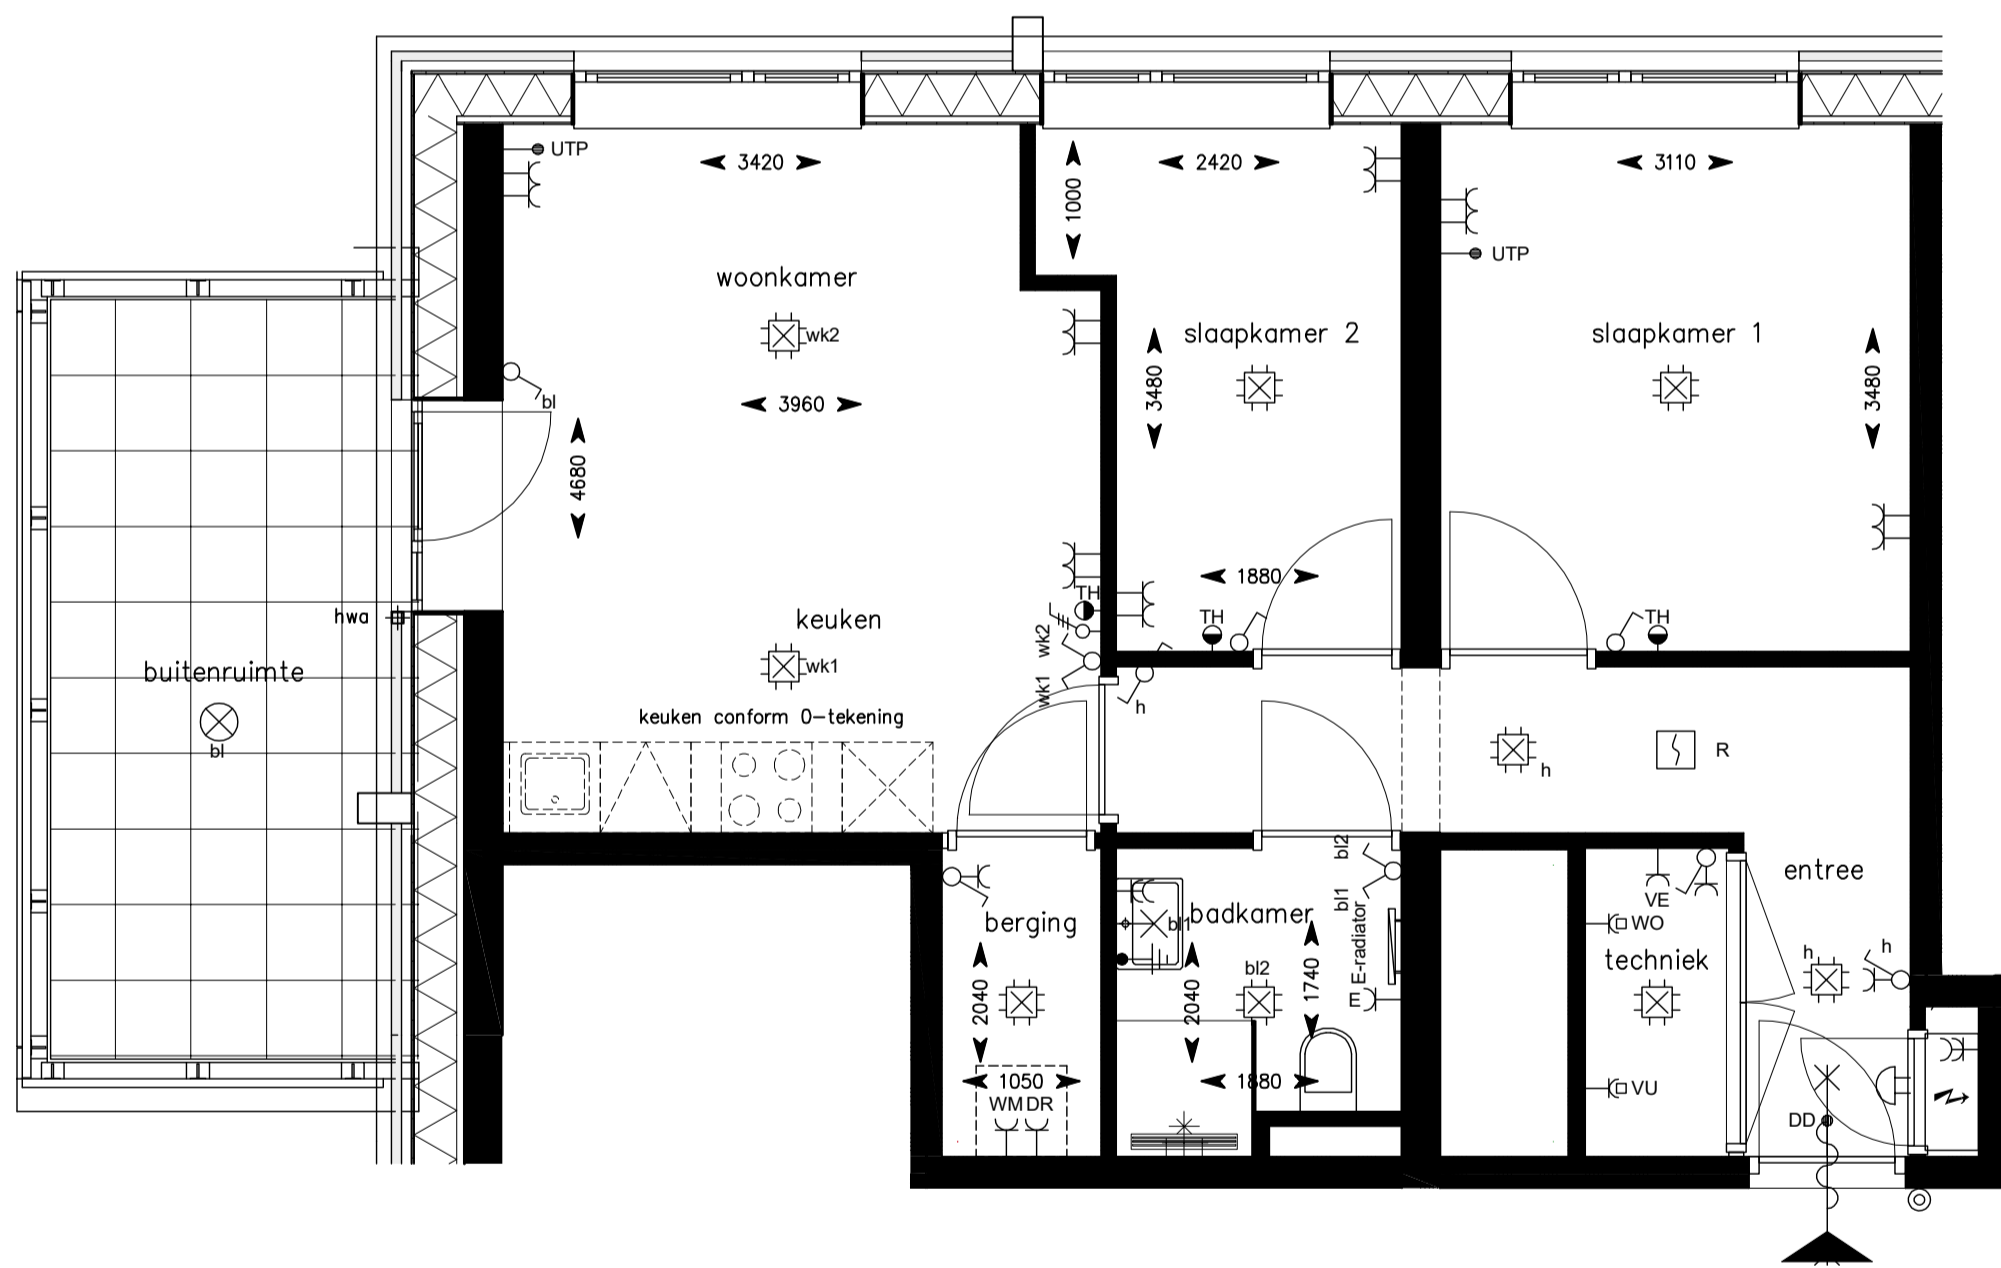 UTP
3420
1000
2420
3110
UTP
woonkamer
wk2
slaapkamer 2
slaapkamer 1
3480
3480
bl
3960
4680
1880
TH
TH
TH
hwa
keuken
wk2
wk1
wk1
buitenruimte
bl
keuken conform 0-tekening
h
h
R
bl2
bl1
entree
VE
WO
berging
badkamer
bl1
E-radiator
techniek
h
h
2040
2040
bl2
1740
E
1050
1880
WM DR
VU
DD